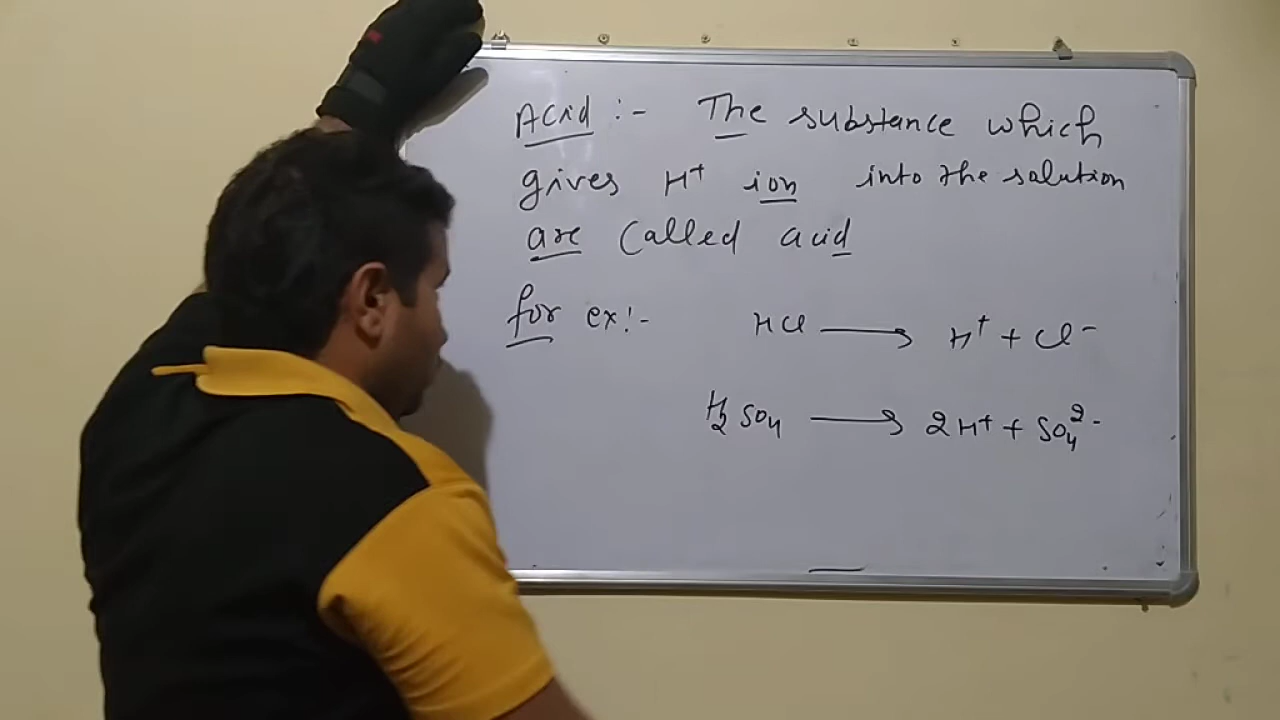 Acid :- The substance which
gives H⁺ ion into the solution
are called acid
for ex:- HCl ⟶ H⁺ + Cl⁻
H₂SO₄ ⟶ 2H⁺ + SO₄²⁻